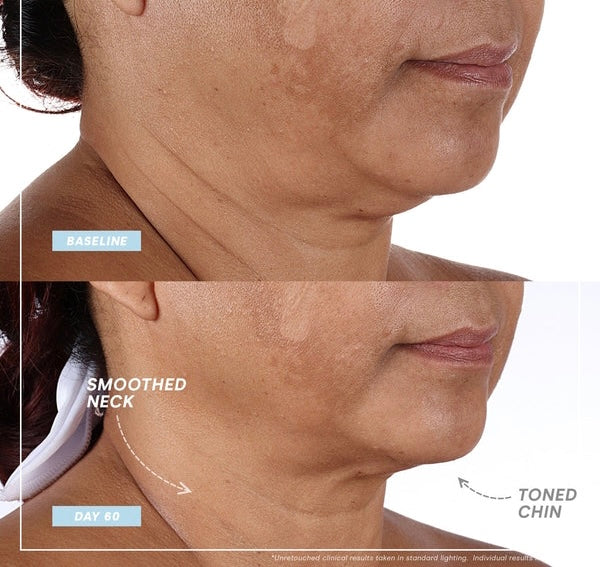 BASELINE
SMOOTHED
NECK
DAY 60
TONED
CHIN
*Unretouched clinical results taken in standard lighting. Individual results